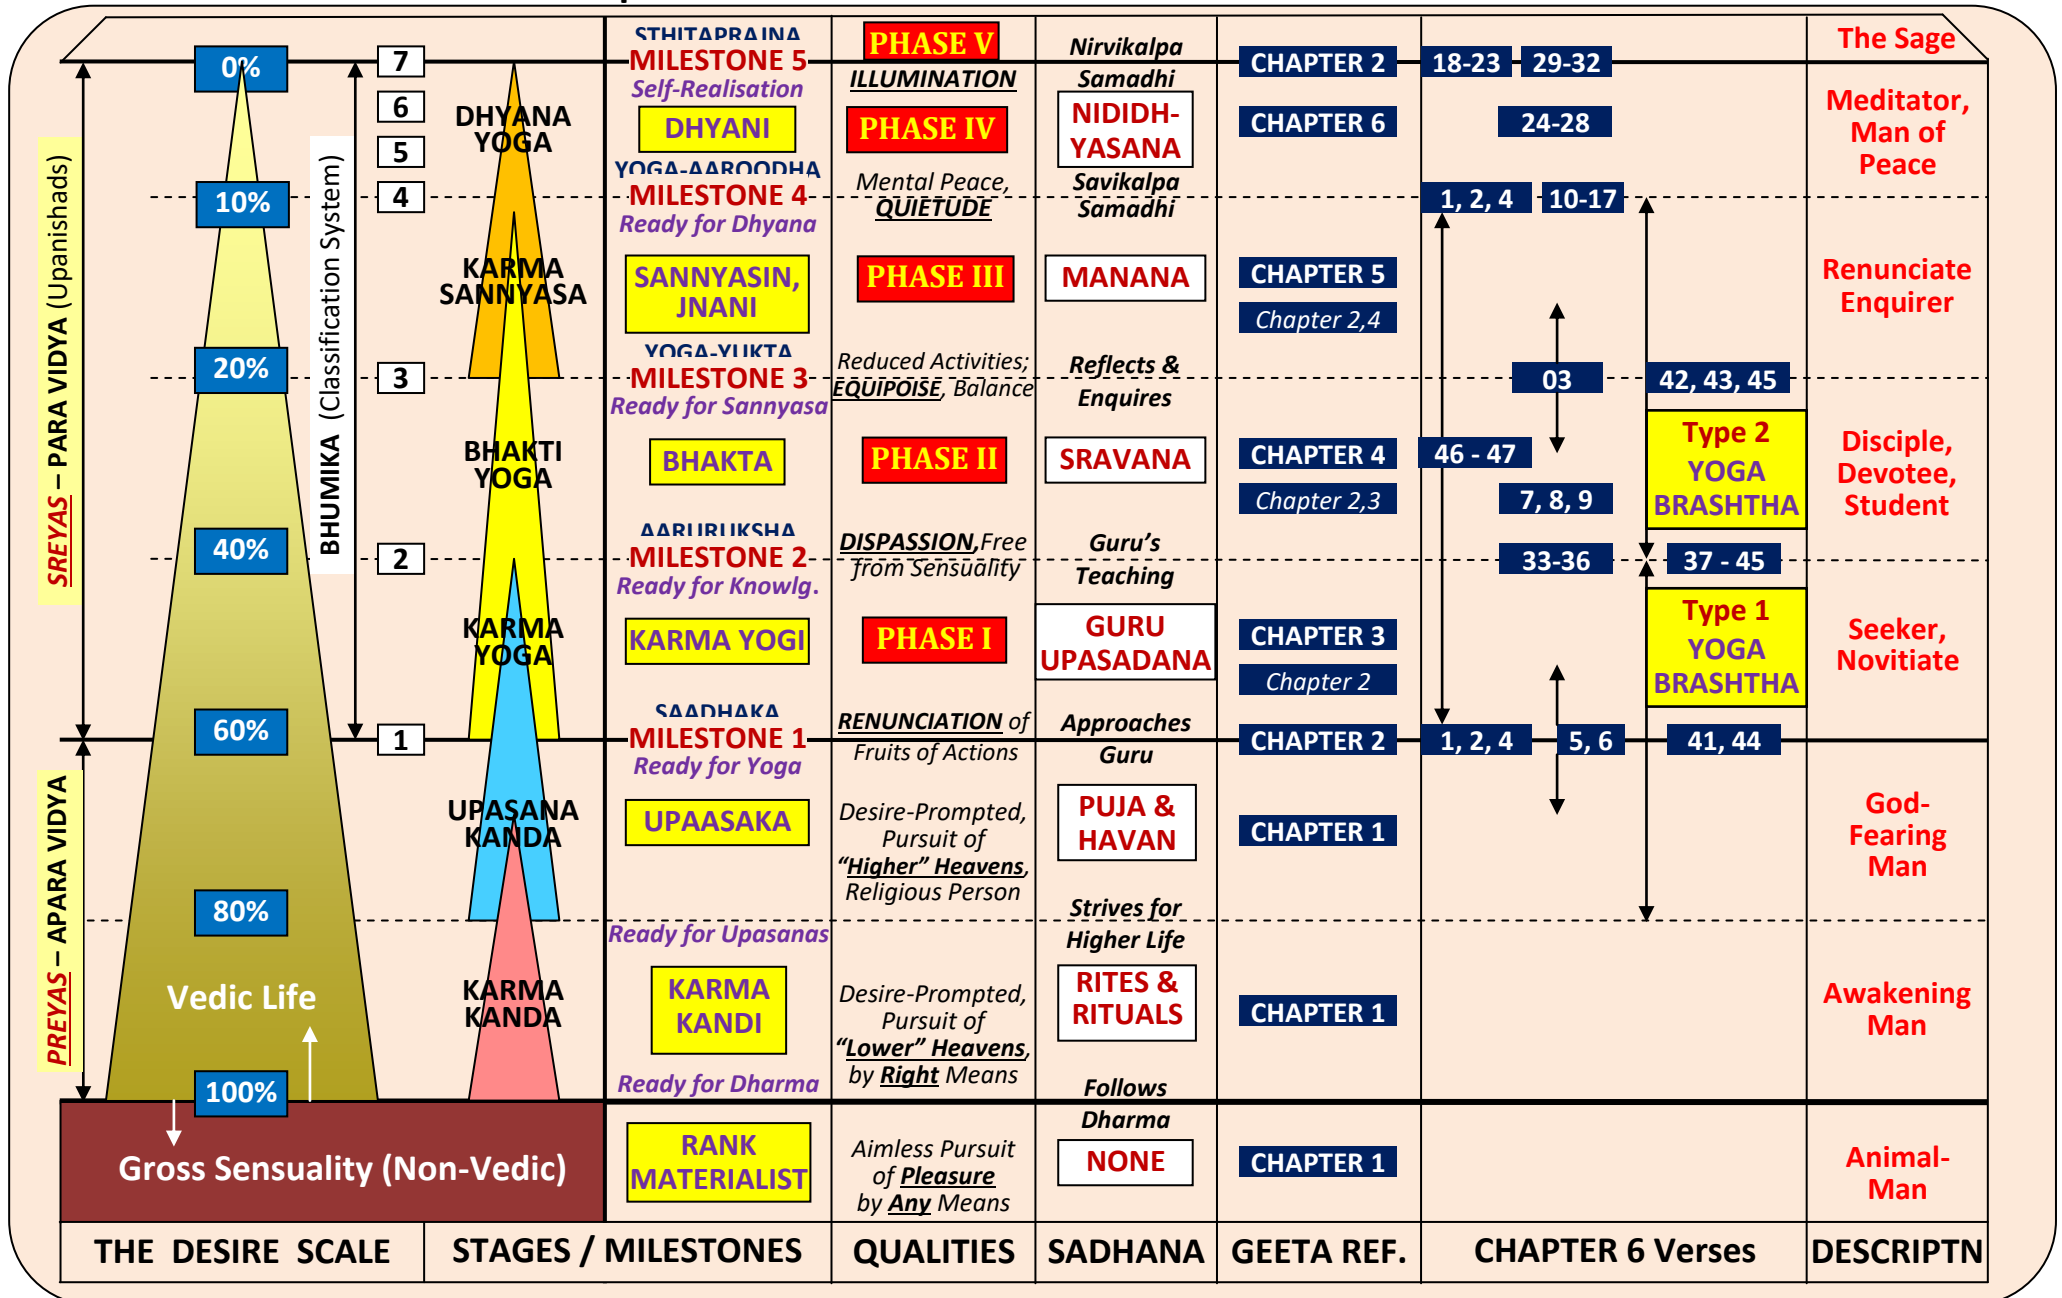 STHITAPRAJNA
PHASE V
Nirvikalpa
The Sage
0%
7
MILESTONE 5
CHAPTER 2
18-23
29-32
Self-Realisation
ILLUMINATION
Samadhi
6
DHYANA
YOGA
DHYANI
PHASE IV
NIDIDH-
YASANA
CHAPTER 6
24-28
Meditator,
Man of
Peace
5
YOGA-AAROODHA
10%
4
MILESTONE 4
Ready for Dhyana
Mental Peace,
QUIETUDE
Savikalpa
Samadhi
1, 2, 4
10-17
KARMA
SANNYASA
SANNYASIN,
JNANI
PHASE III
MANANA
CHAPTER 5
Chapter 2,4
Renunciate
Enquirer
YOGA-YUKTA
20%
3
MILESTONE 3
Ready for Sannyasa
Reduced Activities;
EQUIPOISE, Balance
Reflects &
Enquires
03
42, 43, 45
BHAKTI
YOGA
BHAKTA
PHASE II
SRAVANA
CHAPTER 4
Chapter 2,3
46 - 47
7, 8, 9
Type 2
YOGA
BRASHTHA
Disciple,
Devotee,
Student
AARURUKSHA
40%
2
MILESTONE 2
Ready for Knowlg.
DISPASSION, Free
from Sensuality
Guru’s
Teaching
33-36
37 - 45
KARMA
YOGA
KARMA YOGI
PHASE I
GURU
UPASADANA
CHAPTER 3
Chapter 2
Type 1
YOGA
BRASHTHA
Seeker,
Novitiate
SAADHAKA
60%
1
MILESTONE 1
Ready for Yoga
RENUNCIATION of
Fruits of Actions
Approaches
Guru
CHAPTER 2
1, 2, 4
5, 6
41, 44
UPASANA
KANDA
UPAASAKA
Desire-Prompted,
Pursuit of
“Higher” Heavens,
Religious Person
PUJA &
HAVAN
CHAPTER 1
God-
Fearing
Man
80%
Ready for Upasanas
Strives for
Higher Life
Vedic Life
KARMA
KANDA
KARMA
KANDI
Desire-Prompted,
Pursuit of
“Lower” Heavens,
by Right Means
RITES &
RITUALS
CHAPTER 1
Awakening
Man
100%
Ready for Dharma
Follows
Dharma
Gross Sensuality (Non-Vedic)
RANK
MATERIALIST
Aimless Pursuit
of Pleasure
by Any Means
NONE
CHAPTER 1
Animal-
Man
SREYAS – PARA VIDYA (Upanishads)
PREYAS – APARA VIDYA
BHUMIKA (Classification System)
THE DESIRE SCALE
STAGES / MILESTONES
QUALITIES
SADHANA
GEETA REF.
CHAPTER 6 Verses
DESCRIPTN